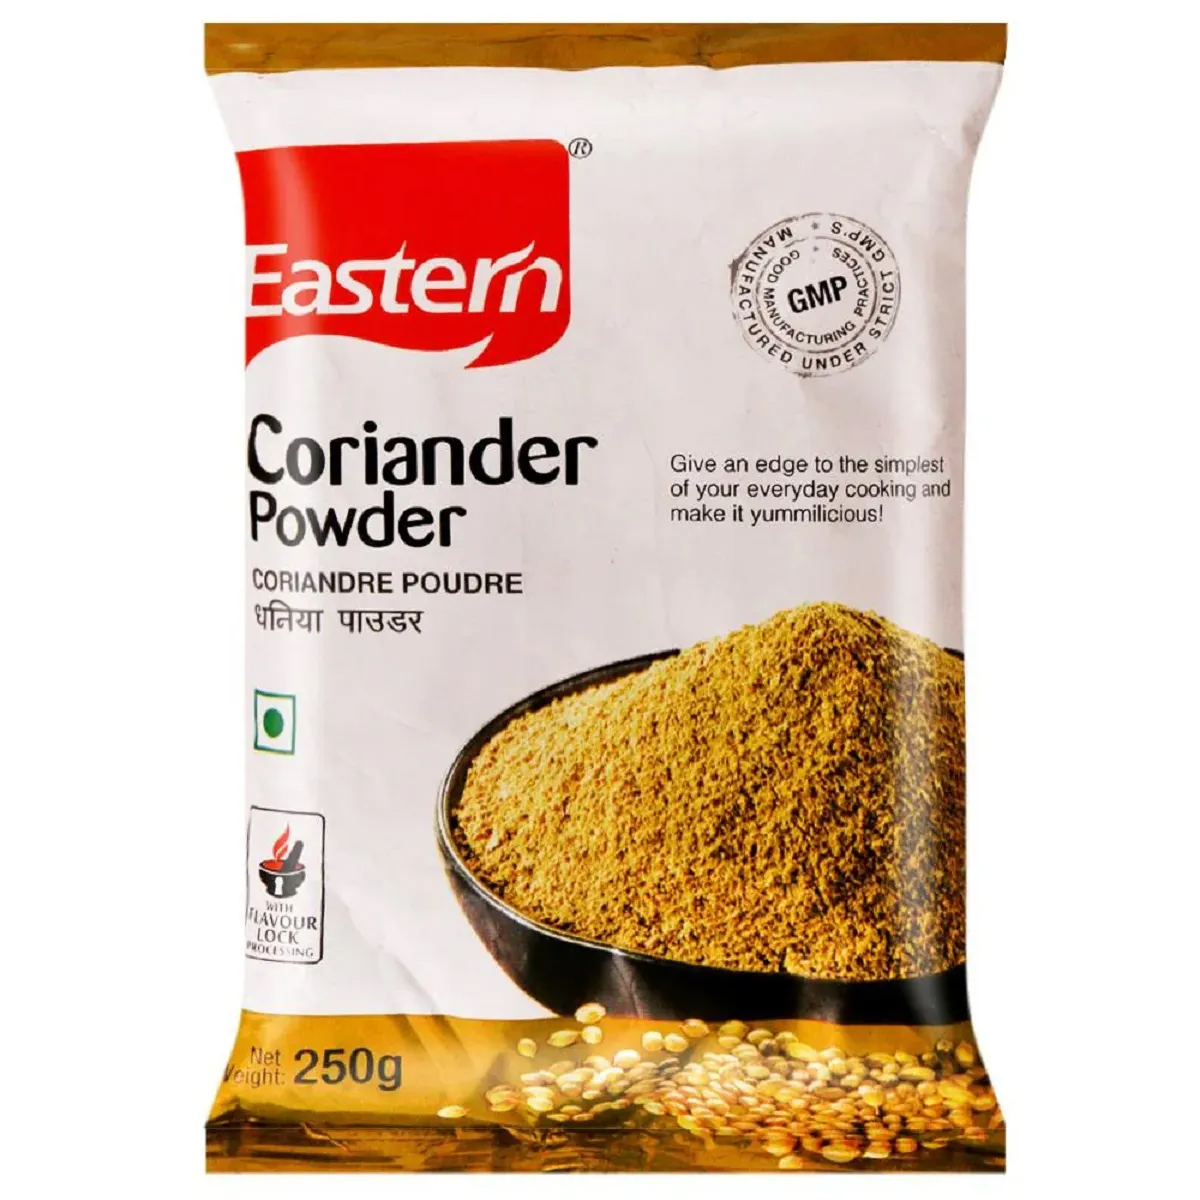 Eastern®
MANUFACTURED UNDER STRICT GMP'S
GOOD MANUFACTURING PRACTICES
GMP
Coriander
Powder
CORIANDRE POUDRE
धनिया पाउडर
Give an edge to the simplest
of your everyday cooking and
make it yummilicious!
WITH
FLAVOUR
LOCK
PROCESSING
Net
Weight: 250g